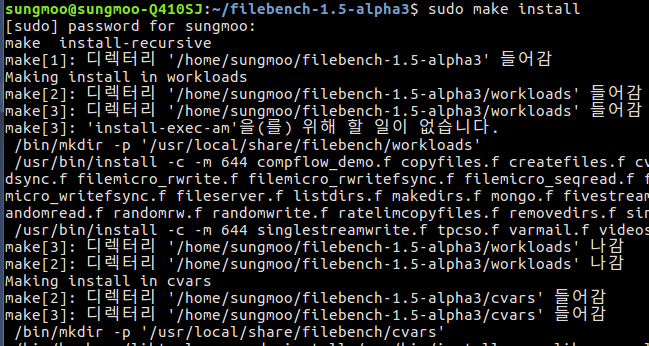 sungmoo@sungmoo-Q410SJ:~/filebench-1.5-alpha3$ sudo make install
[sudo] password for sungmoo:
make  install-recursive
make[1]: 디렉터리 '/home/sungmoo/filebench-1.5-alpha3' 들어감
Making install in workloads
make[2]: 디렉터리 '/home/sungmoo/filebench-1.5-alpha3/workloads' 들어감
make[3]: 디렉터리 '/home/sungmoo/filebench-1.5-alpha3/workloads' 들어감
make[3]: 'install-exec-am'을(를) 위해 할 일이 없습니다.
 /bin/mkdir -p '/usr/local/share/filebench/workloads'
 /usr/bin/install -c -m 644 compflow_demo.f copyfiles.f createfiles.f cv
dsync.f filemicro_rwrite.f filemicro_rwritefsync.f filemicro_seqread.f f
micro_writefsync.f fileserver.f listdirs.f makedirs.f mongo.f fivestream
andomread.f randomrw.f randomwrite.f ratelimcopyfiles.f removedirs.f sin
 /usr/bin/install -c -m 644 singlestreamwrite.f tpcso.f varmail.f videos
make[3]: 디렉터리 '/home/sungmoo/filebench-1.5-alpha3/workloads' 나감
make[2]: 디렉터리 '/home/sungmoo/filebench-1.5-alpha3/workloads' 나감
Making install in cvars
make[2]: 디렉터리 '/home/sungmoo/filebench-1.5-alpha3/cvars' 들어감
make[3]: 디렉터리 '/home/sungmoo/filebench-1.5-alpha3/cvars' 들어감
 /bin/mkdir -p '/usr/local/share/filebench/cvars'